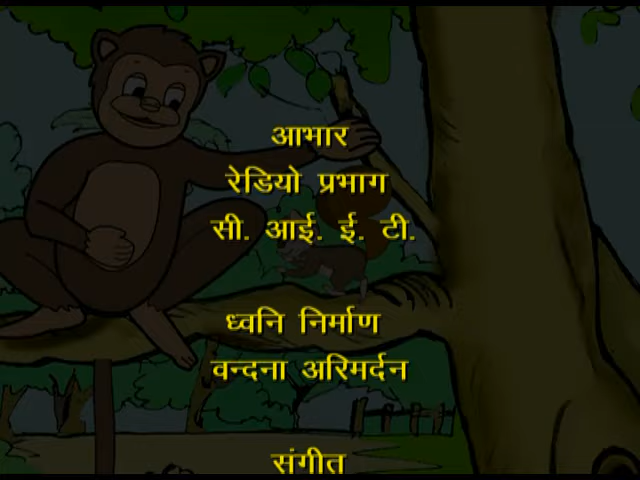 आभार
रेडियो प्रभाग
सी. आई. ई. टी.
ध्वनि निर्माण
वन्दना अरिमर्दन
संगीत